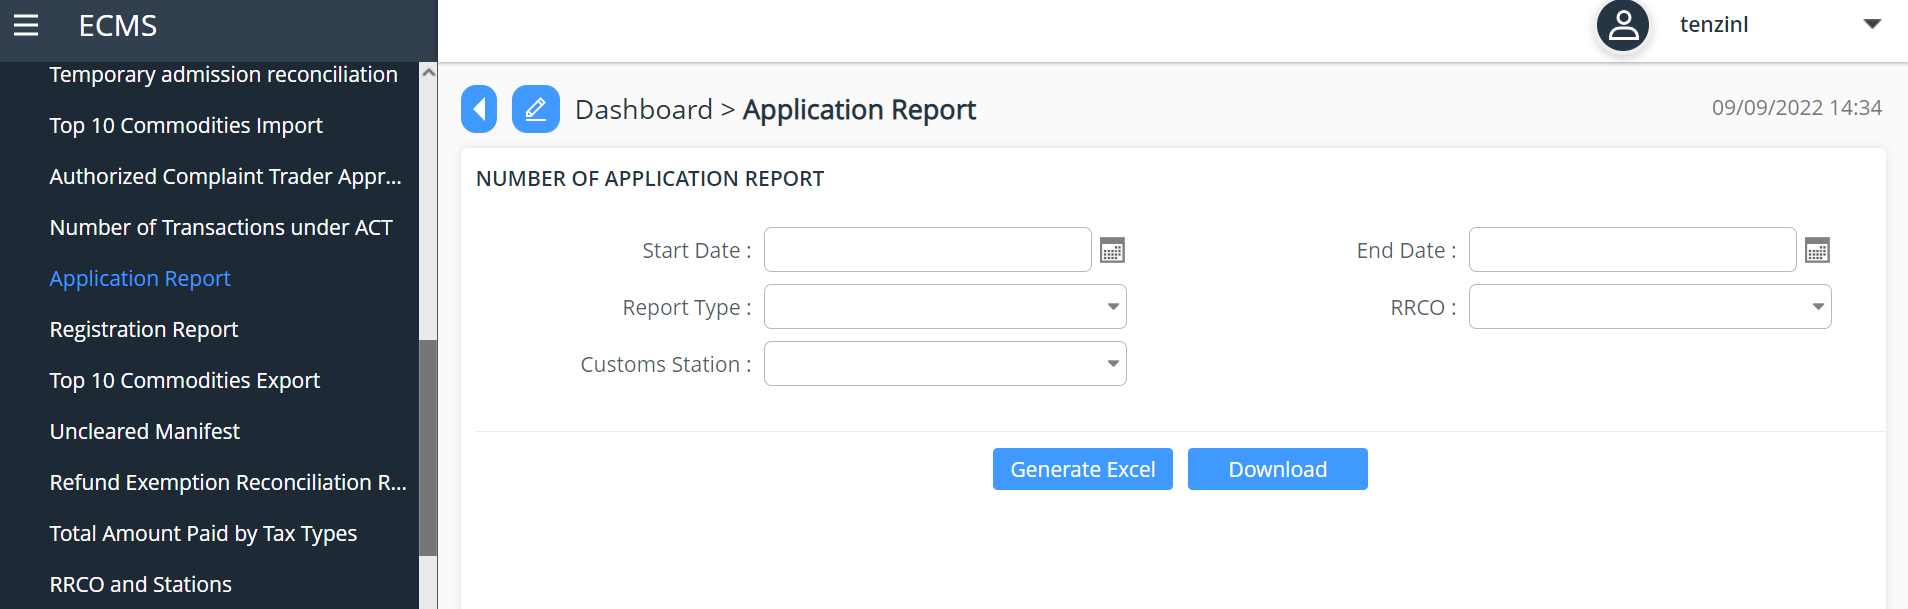 ECMS
tenzinl
Temporary admission reconciliation
Top 10 Commodities Import
Authorized Complaint Trader Appr...
Number of Transactions under ACT
Application Report
Registration Report
Top 10 Commodities Export
Uncleared Manifest
Refund Exemption Reconciliation R...
Total Amount Paid by Tax Types
RRCO and Stations
Dashboard > Application Report
09/09/2022 14:34
NUMBER OF APPLICATION REPORT
Start Date :
End Date :
Report Type :
RRCO :
Customs Station :
Generate Excel
Download